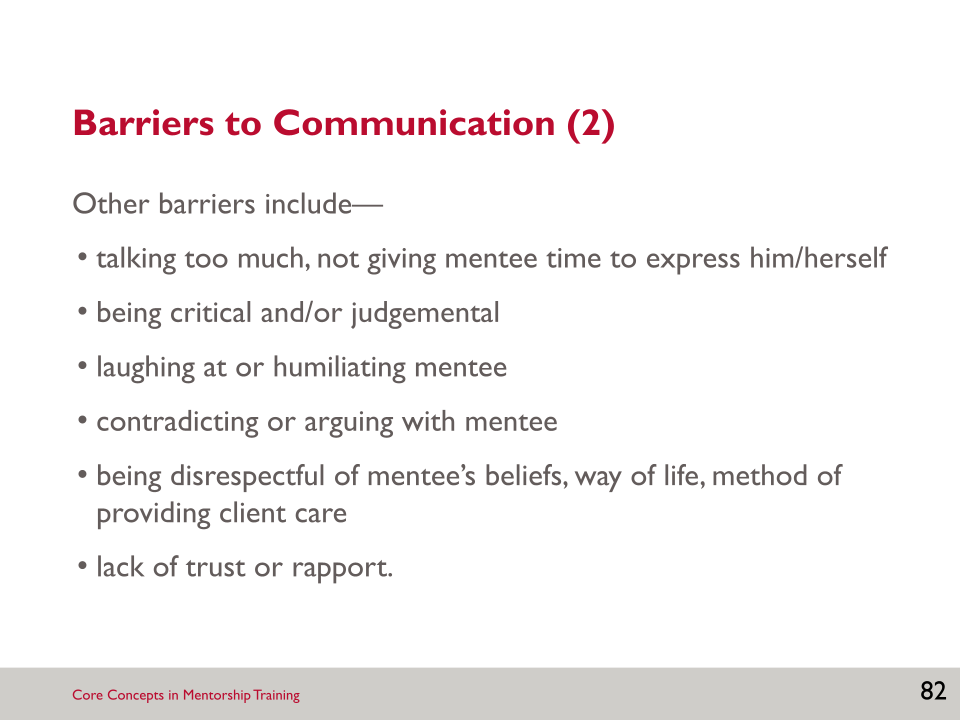 Barriers to Communication (2)
Other barriers include—
• talking too much, not giving mentee time to express him/herself
• being critical and/or judgemental
• laughing at or humiliating mentee
• contradicting or arguing with mentee
• being disrespectful of mentee’s beliefs, way of life, method of
providing client care
• lack of trust or rapport.
Core Concepts in Mentorship Training
82